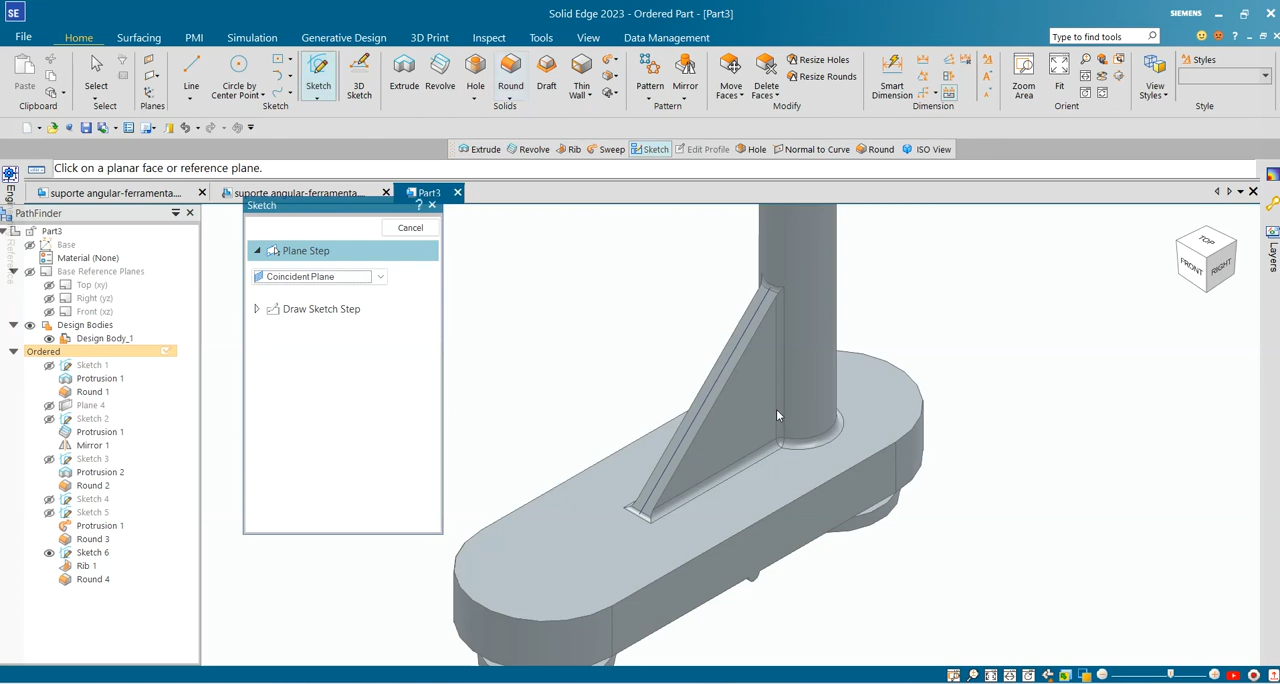 SE
Solid Edge 2023 - Ordered Part - [Part3]
SIEMENS
File
Home
Surfacing
PMI
Simulation
Generative Design
3D Print
Inspect
Tools
View
Data Management
Type to find tools
Paste
Select
Line
Circle by
Center Point
Sketch
3D
Sketch
Extrude
Revolve
Hole
Round
Draft
Thin
Wall
Pattern
Mirror
Move
Faces
Delete
Faces
Resize Holes
Resize Rounds
Smart
Dimension
Zoom
Area
Fit
View
Styles
Styles
Clipboard
Select
Planes
Sketch
Solids
Pattern
Modify
Dimension
Orient
Style
Extrude
Revolve
Rib
Sweep
Sketch
Edit Profile
Hole
Normal to Curve
Round
ISO View
Click on a planar face or reference plane.
suporte angular-ferramenta....
suporte angular-ferramenta....
Part3
PathFinder
Part3
Base
Material (None)
Base Reference Planes
Top (xy)
Right (yz)
Front (xz)
Design Bodies
Design Body_1
Ordered
Sketch 1
Protrusion 1
Round 1
Plane 4
Sketch 2
Protrusion 1
Mirror 1
Sketch 3
Protrusion 2
Round 2
Sketch 4
Sketch 5
Protrusion 1
Round 3
Sketch 6
Rib 1
Round 4
Sketch
Cancel
Plane Step
Coincident Plane
Draw Sketch Step
TOP
FRONT
RIGHT
Layers